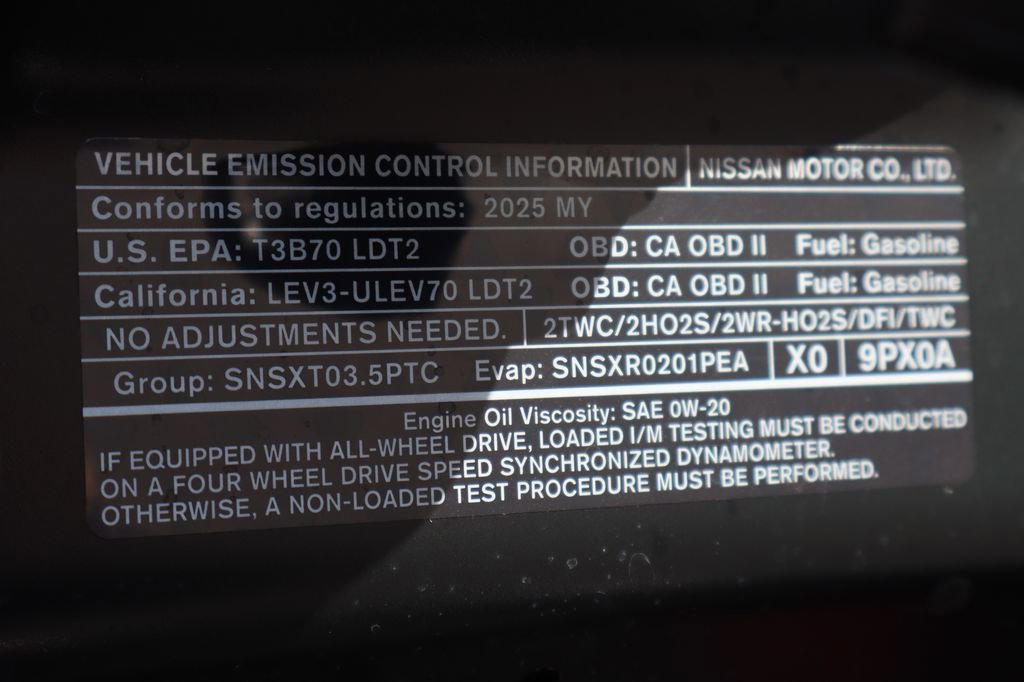 VEHICLE EMISSION CONTROL INFORMATION NISSAN MOTOR CO., LTD.
Conforms to regulations: 2025 MY
U.S. EPA: T3B70 LDT2 OBD: CA OBD II Fuel: Gasoline
California: LEV3-ULEV70 LDT2 OBD: CA OBD II Fuel: Gasoline
NO ADJUSTMENTS NEEDED. 2TWC/2HO2S/2WR-HO2S/DFI/TWC
Group: SNSXT03.5PTC Evap: SNSXR0201PEA X0 9PX0A
Engine Oil Viscosity: SAE 0W-20
IF EQUIPPED WITH ALL-WHEEL DRIVE, LOADED I/M TESTING MUST BE CONDUCTED
ON A FOUR WHEEL DRIVE SPEED SYNCHRONIZED DYNAMOMETER.
OTHERWISE, A NON-LOADED TEST PROCEDURE MUST BE PERFORMED.